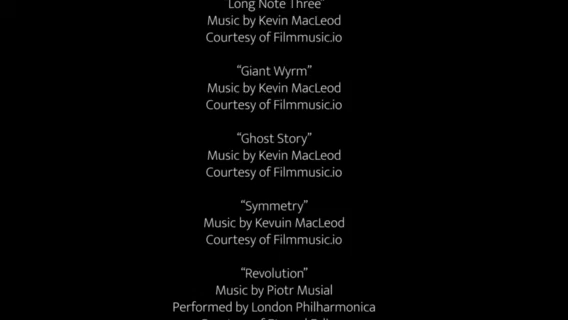 Long Note Three”
Music by Kevin MacLeod
Courtesy of Filmmusic.io
“Giant Wyrm”
Music by Kevin MacLeod
Courtesy of Filmmusic.io
“Ghost Story”
Music by Kevin MacLeod
Courtesy of Filmmusic.io
“Symmetry”
Music by Kevuin MacLeod
Courtesy of Filmmusic.io
“Revolution”
Music by Piotr Musial
Performed by London Philharmonica